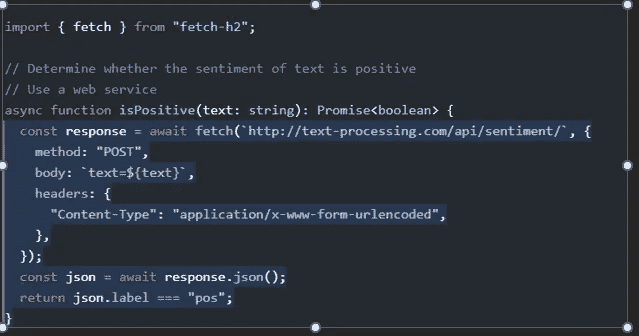 import { fetch } from "fetch-h2";
// Determine whether the sentiment of text is positive
// Use a web service
async function isPositive(text: string): Promise<boolean> {
const response = await fetch(`http://text-processing.com/api/sentiment/`, {
method: "POST",
body: `text=${text}`,
headers: {
"Content-Type": "application/x-www-form-urlencoded",
},
});
const json = await response.json();
return json.label === "pos";
}